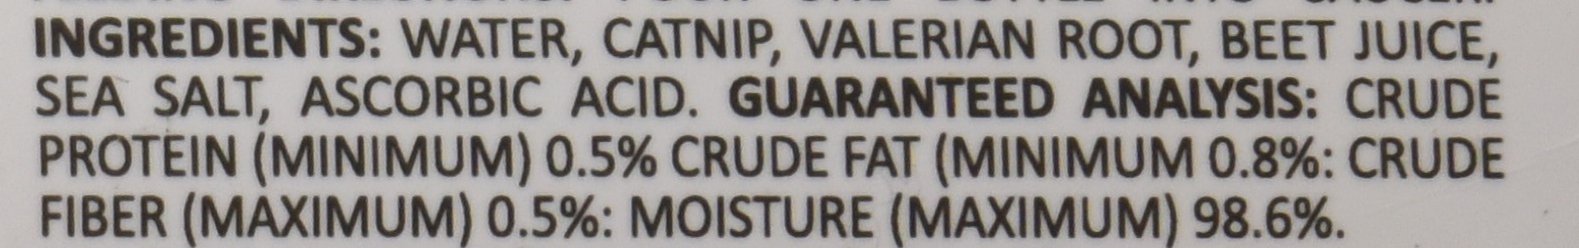 INGREDIENTS: WATER, CATNIP, VALERIAN ROOT, BEET JUICE,
SEA SALT, ASCORBIC ACID. GUARANTEED ANALYSIS: CRUDE
PROTEIN (MINIMUM) 0.5% CRUDE FAT (MINIMUM 0.8%: CRUDE
FIBER (MAXIMUM) 0.5%: MOISTURE (MAXIMUM) 98.6%.